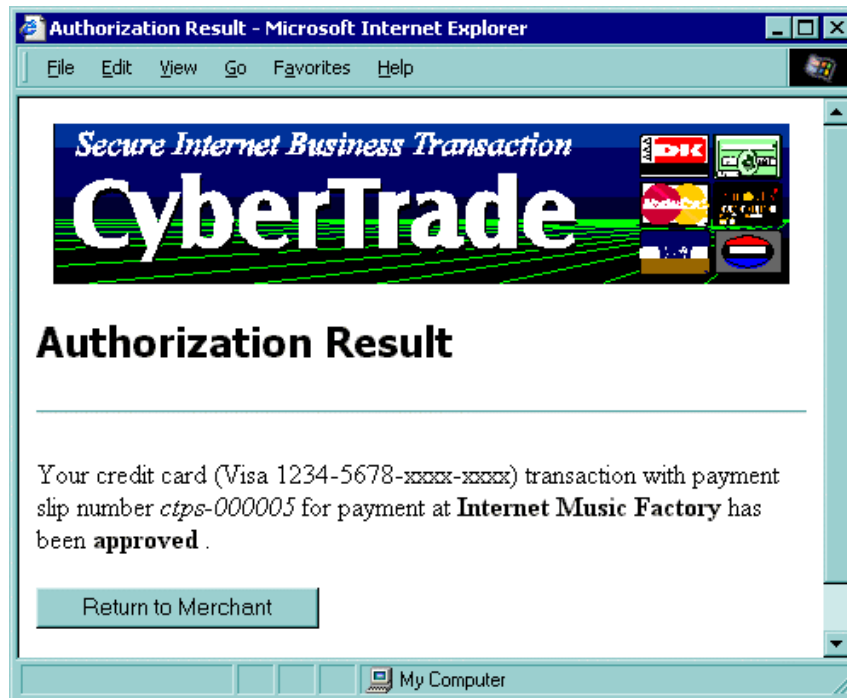 Authorization Result - Microsoft Internet Explorer
File Edit View Go Favorites Help
Secure Internet Business Transaction
CyberTrade
DK
MasterCard
Authorization Result
Your credit card (Visa 1234-5678-xxxx-xxxx) transaction with payment
slip number ctps-000005 for payment at Internet Music Factory has
been approved .
Return to Merchant
My Computer